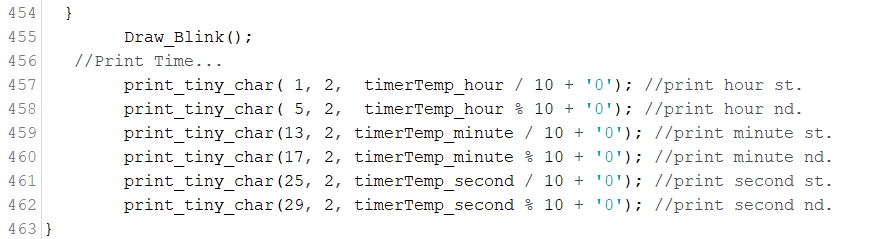 454   }
455         Draw_Blink();
456    //Print Time...
457         print_tiny_char( 1, 2,  timerTemp_hour / 10 + '0'); //print hour st.
458         print_tiny_char( 5, 2,  timerTemp_hour % 10 + '0'); //print hour nd.
459         print_tiny_char(13, 2, timerTemp_minute / 10 + '0'); //print minute st.
460         print_tiny_char(17, 2, timerTemp_minute % 10 + '0'); //print minute nd.
461         print_tiny_char(25, 2, timerTemp_second / 10 + '0'); //print second st.
462         print_tiny_char(29, 2, timerTemp_second % 10 + '0'); //print second nd.
463 }